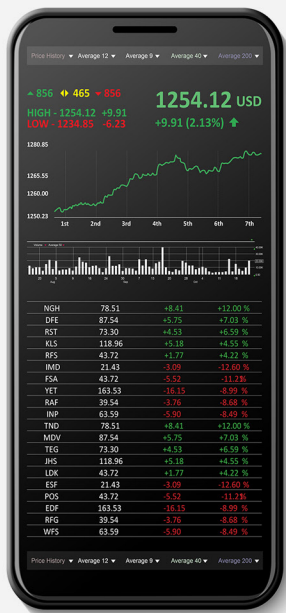 Price History ▼ Average 12 ▼ Average 9 ▼ Average 40 ▼ Average 200 ▼
▲ 856 ◀▶ 465 ▼ 856
1254.12 USD
HIGH - 1254.12 +9.91
LOW - 1234.85 -6.23
+9.91 (2.13%)
1280.85
1265.55
1260.00
1250.23
1st 2nd 3rd 4th 5th 6th 7th
NGH 78.51 +8.41 +12.00 %
DFE 87.54 +5.75 +7.03 %
RST 73.30 +4.53 +6.59 %
KLS 118.96 +5.18 +4.55 %
RFS 43.72 +1.77 +4.22 %
IMD 21.43 -3.09 -12.60 %
FSA 43.72 -5.52 -11.2%
YET 163.53 -16.15 -8.99 %
RAF 39.54 -3.76 -8.68 %
INP 63.59 -5.90 -8.49 %
TND 78.51 +8.41 +12.00 %
MDV 87.54 +5.75 +7.03 %
TEG 73.30 +4.53 +6.59 %
JHS 118.96 +5.18 +4.55 %
LDK 43.72 +1.77 +4.22 %
ESF 21.43 -3.09 -12.60 %
POS 43.72 -5.52 -11.2%
EDF 163.53 -16.15 -8.99 %
RFG 39.54 -3.76 -8.68 %
WFS 63.59 -5.90 -8.49 %
Price History ▼ Average 12 ▼ Average 9 ▼ Average 40 ▼ Average 200 ▼